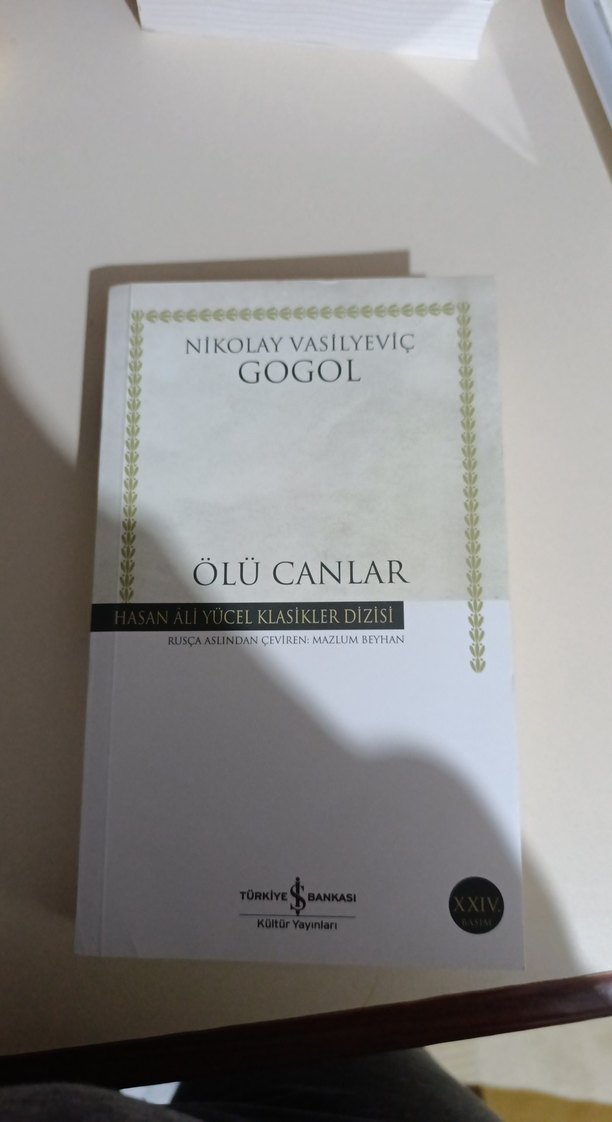 NİKOLAY VASİLYEVİÇ
GOGOL
ÖLÜ CANLAR
HASAN ÂLİ YÜCEL KLASİKLER DİZİSİ
RUSÇA ASLINDAN ÇEVİREN: MAZLUM BEYHAN
TÜRKİYE İŞ BANKASI
Kültür Yayınları
XXIV.
BASIM